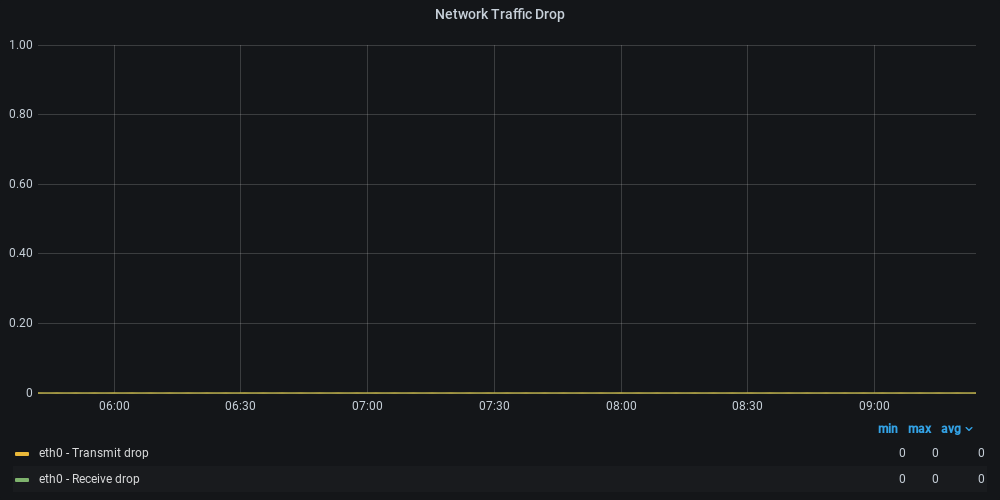 Network Traffic Drop
1.00
0.80
0.60
0.40
0.20
0
06:00 06:30 07:00 07:30 08:00 08:30 09:00
min max avg
eth0 - Transmit drop 0 0 0
eth0 - Receive drop 0 0 0